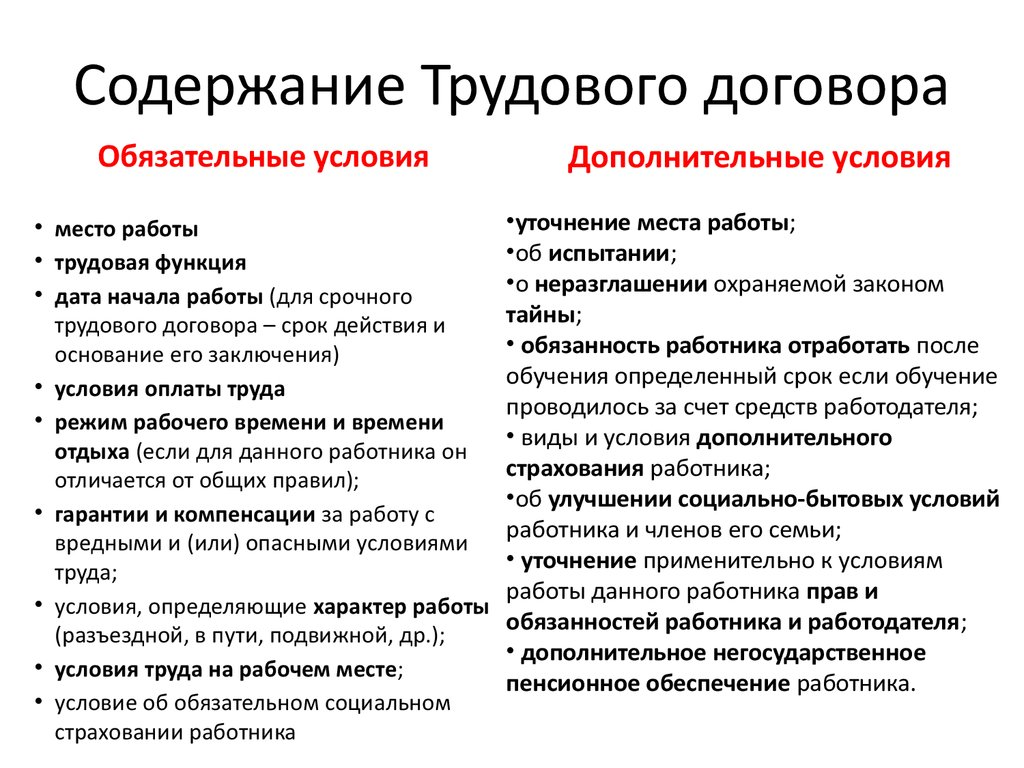 Содержание Трудового договора
Обязательные условия
• место работы
• трудовая функция
• дата начала работы (для срочного
трудового договора – срок действия и
основание его заключения)
• условия оплаты труда
• режим рабочего времени и времени
отдыха (если для данного работника он
отличается от общих правил);
• гарантии и компенсации за работу с
вредными и (или) опасными условиями
труда;
• условия, определяющие характер работы
(разъездной, в пути, подвижной, др.);
• условия труда на рабочем месте;
• условие об обязательном социальном
страховании работника
Дополнительные условия
•уточнение места работы;
•об испытании;
•о неразглашении охраняемой законом
тайны;
• обязанность работника отработать после
обучения определенный срок если обучение
проводилось за счет средств работодателя;
• виды и условия дополнительного
страхования работника;
•об улучшении социально-бытовых условий
работника и членов его семьи;
• уточнение применительно к условиям
работы данного работника прав и
обязанностей работника и работодателя;
• дополнительное негосударственное
пенсионное обеспечение работника.